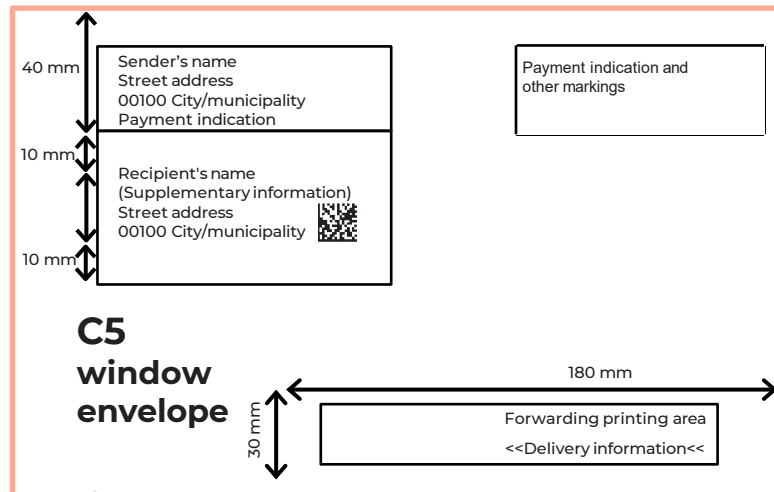 40 mm
Sender's name
Street address
00100 City/municipality
Payment indication
Payment indication and
other markings
10 mm
Recipient's name
(Supplementary information)
Street address
00100 City/municipality
10 mm
C5
window
envelope
180 mm
30 mm
Forwarding printing area
<<Delivery information<<